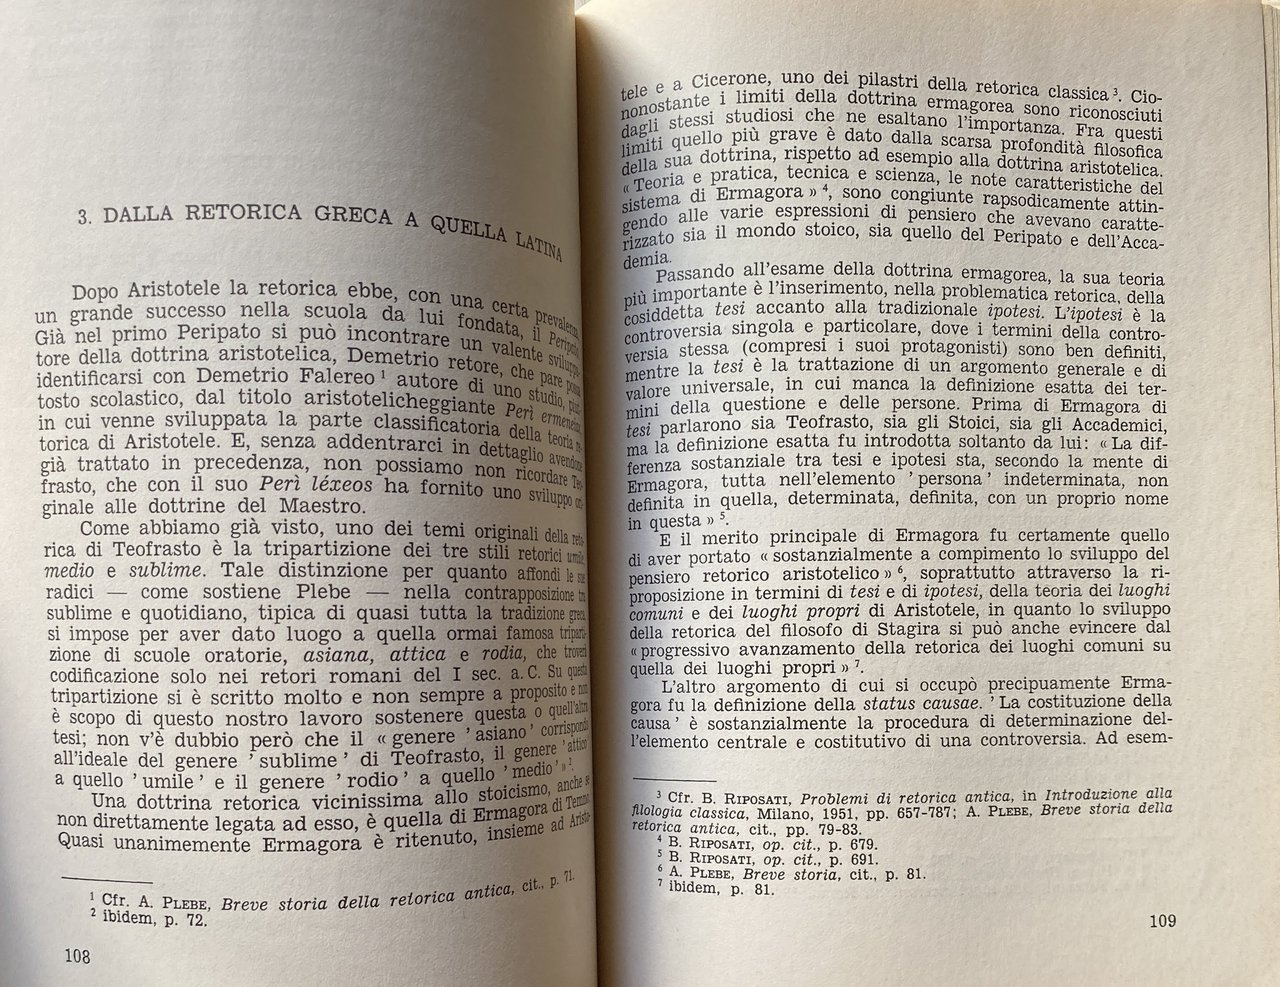 3. DALLA RETORICA GRECA A QUELLA LATINA
Dopo Aristotele la retorica ebbe, con una certa prevalenza
un grande successo nella scuola da lui fondata, il Peripato.
Già nel primo Peripato si può incontrare un valente sviluppa-
tore della dottrina aristotelica, Demetrio retore, che pare possa
identificarsi con Demetrio Falereo¹ autore di uno studio, piut-
tosto scolastico, dal titolo aristotelicheggiante Perì ermeneias
in cui venne sviluppata la parte classificatoria della teoria re-
torica di Aristotele. E, senza addentrarci in dettaglio avendone
già trattato in precedenza, non possiamo non ricordare Teo-
frasto, che con il suo Perì léxeos ha fornito uno sviluppo ori-
ginale alle dottrine del Maestro.
Come abbiamo già visto, uno dei temi originali della reto-
rica di Teofrasto è la tripartizione dei tre stili retorici umile,
medio e sublime. Tale distinzione per quanto affondi le sue
radici — come sostiene Plebe — nella contrapposizione tra
sublime e quotidiano, tipica di quasi tutta la tradizione greca,
si impose per aver dato luogo a quella ormai famosa triparti-
zione di scuole oratorie, asiana, attica e rodia, che troverà
codificazione solo nei retori romani del I sec. a. C. Su questa
tripartizione si è scritto molto e non sempre a proposito e non
è scopo di questo nostro lavoro sostenere questa o quell'altra
tesi; non v'è dubbio però che il « genere 'asiano' corrisponde
all'ideale del genere 'sublime' di Teofrasto, il genere 'attico'
a quello 'umile' e il genere 'rodio' a quello 'medio' »².
Una dottrina retorica vicinissima allo stoicismo, anche se
non direttamente legata ad esso, è quella di Ermagora di Temno.
Quasi unanimemente Ermagora è ritenuto, insieme ad Aristo-
¹ Cfr. A. PLEBE, Breve storia della retorica antica, cit., p. 71.
² ibidem, p. 72.
108
tele e a Cicerone, uno dei pilastri della retorica classica³. Cio-
nonostante i limiti della dottrina ermagorea sono riconosciuti
dagli stessi studiosi che ne esaltano l'importanza. Fra questi
limiti quello più grave è dato dalla scarsa profondità filosofica
della sua dottrina, rispetto ad esempio alla dottrina aristotelica.
« Teoria e pratica, tecnica e scienza, le note caratteristiche del
sistema di Ermagora »⁴, sono congiunte rapsodicamente attin-
gendo alle varie espressioni di pensiero che avevano caratte-
rizzato sia il mondo stoico, sia quello del Peripato e dell'Acca-
demia.
Passando all'esame della dottrina ermagorea, la sua teoria
più importante è l'inserimento, nella problematica retorica, della
cosiddetta tesi accanto alla tradizionale ipotesi. L'ipotesi è la
controversia singola e particolare, dove i termini della contro-
versia stessa (compresi i suoi protagonisti) sono ben definiti,
mentre la tesi è la trattazione di un argomento generale e di
valore universale, in cui manca la definizione esatta dei ter-
mini della questione e delle persone. Prima di Ermagora di
tesi parlarono sia Teofrasto, sia gli Stoici, sia gli Accademici,
ma la definizione esatta fu introdotta soltanto da lui: « La dif-
ferenza sostanziale tra tesi e ipotesi sta, secondo la mente di
Ermagora, tutta nell'elemento 'persona' indeterminata, non
definita in quella, determinata, definita, con un proprio nome
in questa »⁵.
E il merito principale di Ermagora fu certamente quello
di aver portato « sostanzialmente a compimento lo sviluppo del
pensiero retorico aristotelico »⁶, soprattutto attraverso la ri-
proposizione in termini di tesi e di ipotesi, della teoria dei luoghi
comuni e dei luoghi propri di Aristotele, in quanto lo sviluppo
della retorica del filosofo di Stagira si può anche evincere dal
« progressivo avanzamento della retorica dei luoghi comuni su
quella dei luoghi propri »⁷.
L'altro argomento di cui si occupò precipuamente Erma-
gora fu la definizione della status causae. 'La costituzione della
causa' è sostanzialmente la procedura di determinazione del-
l'elemento centrale e costitutivo di una controversia. Ad esem-
³ Cfr. B. RIPOSATI, Problemi di retorica antica, in Introduzione alla
filologia classica, Milano, 1951, pp. 657-787; A. PLEBE, Breve storia della
retorica antica, cit., pp. 79-83.
⁴ B. RIPOSATI, op. cit., p. 679.
⁵ B. RIPOSATI, op. cit., p. 691.
⁶ A. PLEBE, Breve storia, cit., p. 81.
⁷ ibidem, p. 81.
109